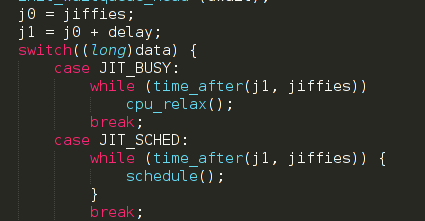 j0 = jiffies;
j1 = j0 + delay;
switch((long)data) {
case JIT_BUSY:
while (time_after(j1, jiffies))
cpu_relax();
break;
case JIT_SCHED:
while (time_after(j1, jiffies)) {
schedule();
}
break;